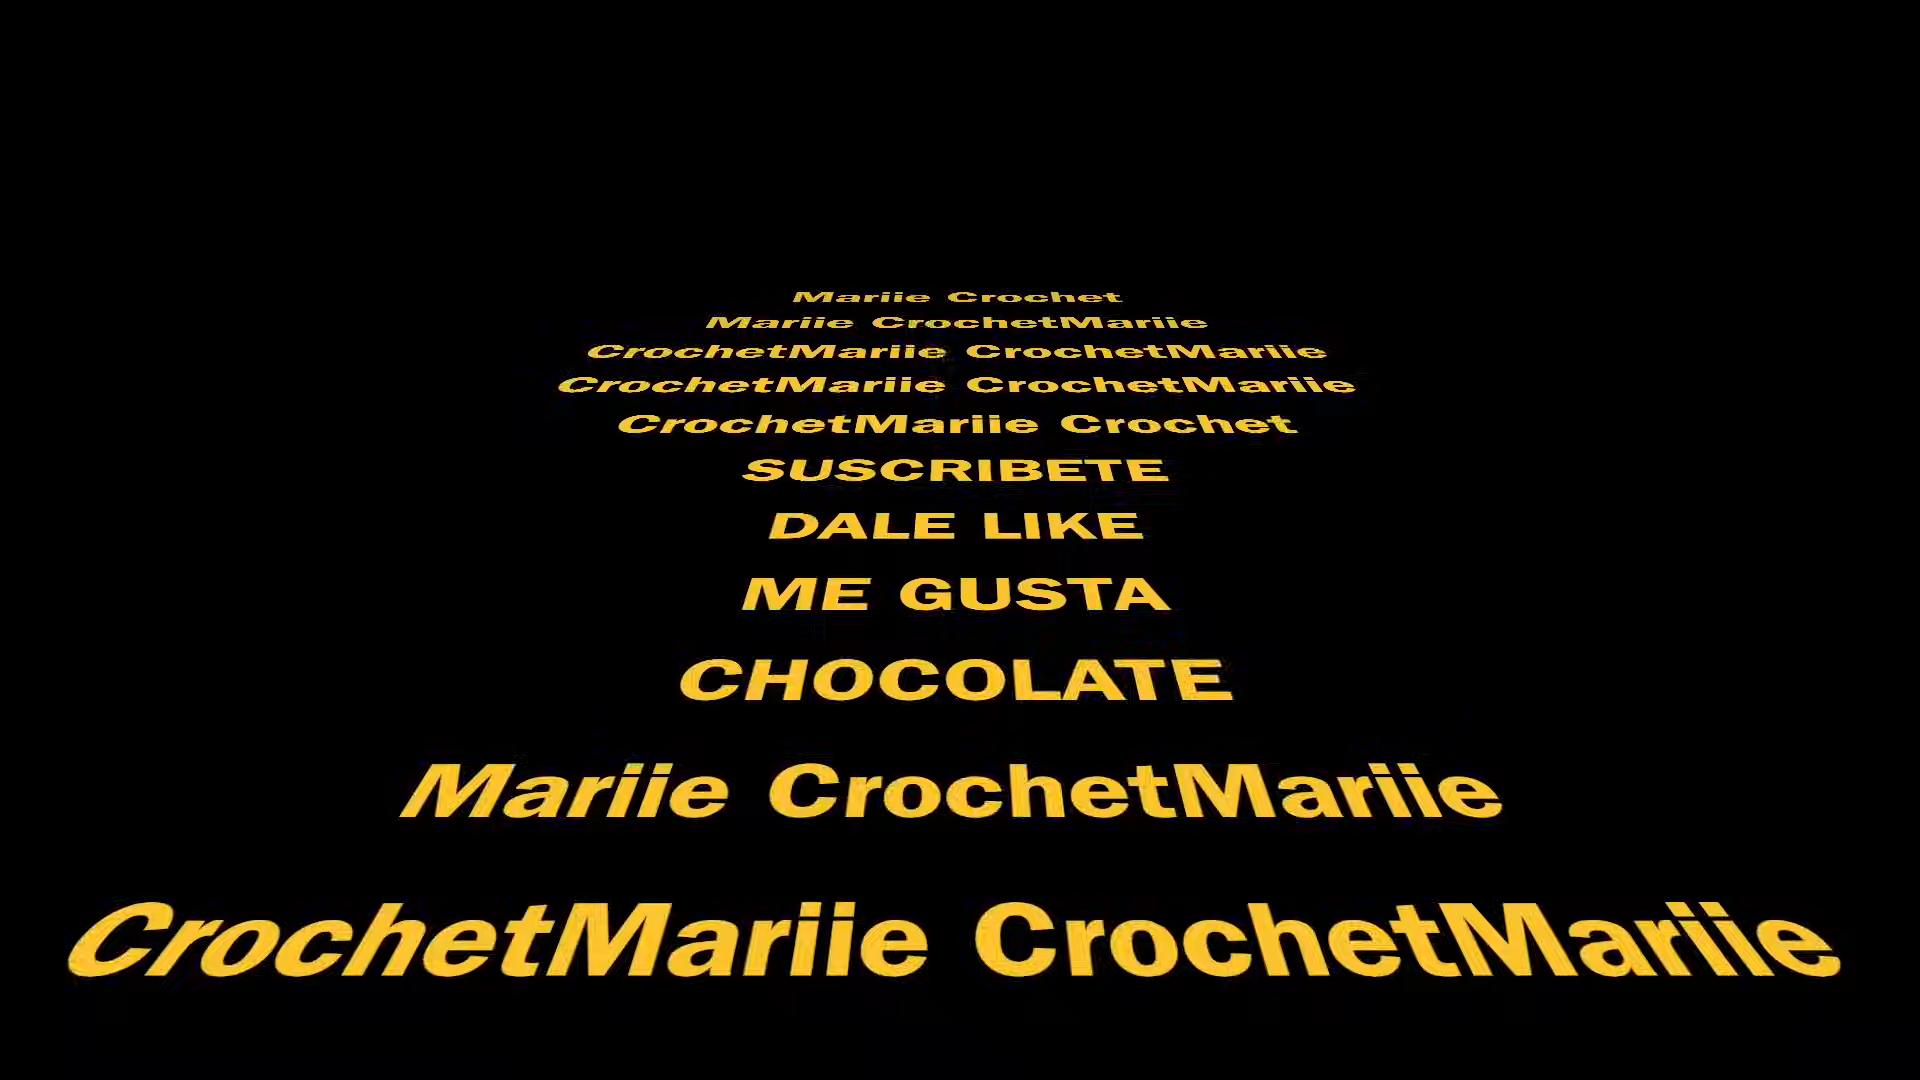 Mariie Crochet
Mariie CrochetMariie
CrochetMariie CrochetMariie
CrochetMariie CrochetMariie
CrochetMariie Crochet
SUSCRIBETE
DALE LIKE
ME GUSTA
CHOCOLATE
Mariie CrochetMariie
CrochetMariie CrochetMariie